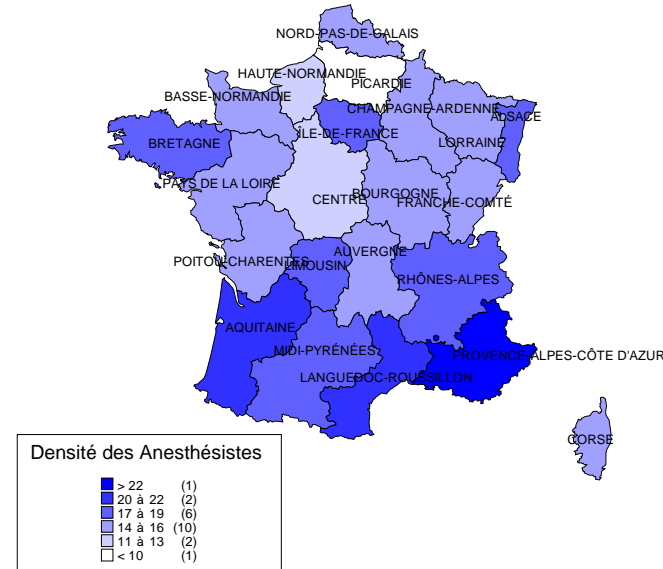 NORD-PAS-DE-CALAIS
HAUTE-NORMANDIE
PICARDIE
BASSE-NORMANDIE
CHAMPAGNE-ARDENNE
ALSACE
ÎLE-DE-FRANCE
BRETAGNE
LORRAINE
PAYS DE LA LOIRE
BOURGOGNE
CENTRE
FRANCHE-COMTÉ
AUVERGNE
POITOU-CHARENTES
LIMOUSIN
RHÔNES-ALPES
AQUITAINE
MIDI-PYRÉNÉES
PROVENCE-ALPES-CÔTE D'AZUR
LANGUEDOC-ROUSSILLON
CORSE
Densité des Anesthésistes
> 22 (1)
20 à 22 (2)
17 à 19 (6)
14 à 16 (10)
11 à 13 (2)
< 10 (1)